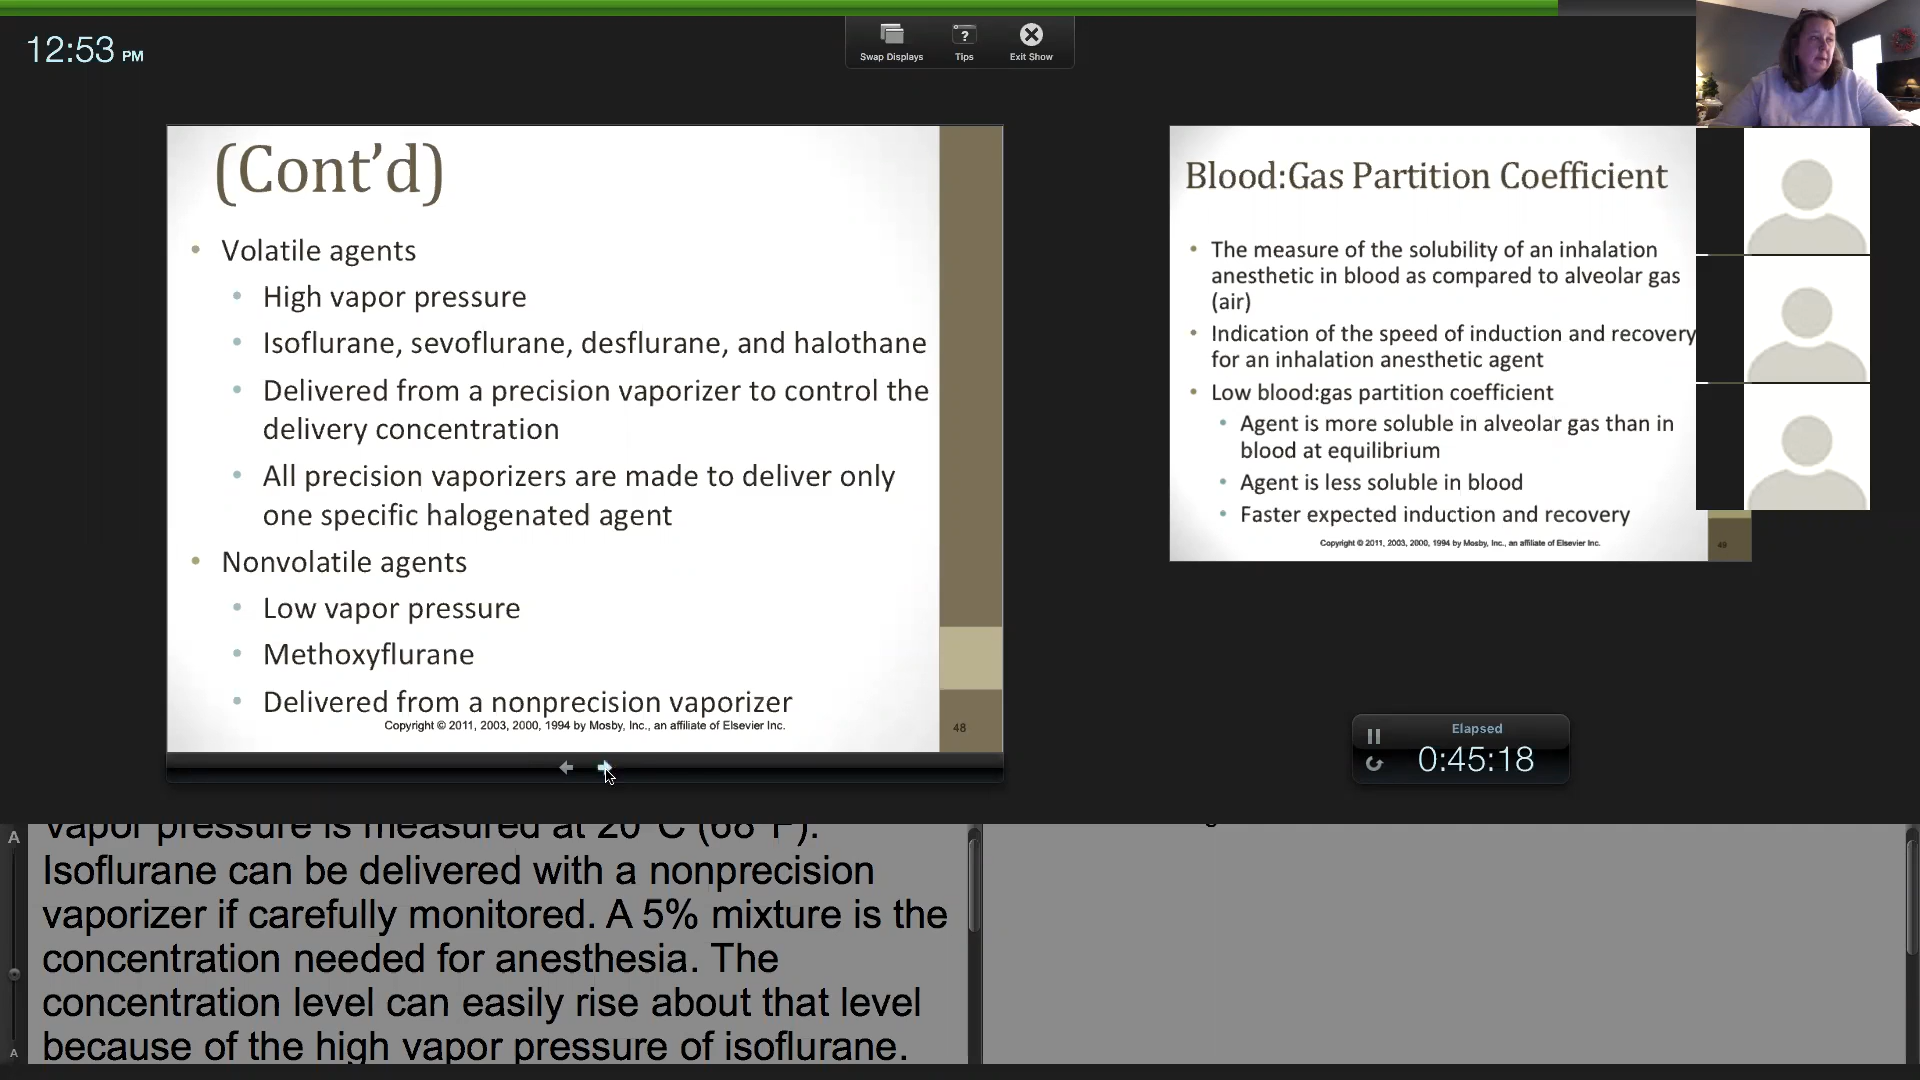 12:53 PM
Swap Displays
Tips
Exit Show
(Cont’d)
• Volatile agents
• High vapor pressure
• Isoflurane, sevoflurane, desflurane, and halothane
• Delivered from a precision vaporizer to control the
delivery concentration
• All precision vaporizers are made to deliver only
one specific halogenated agent
• Nonvolatile agents
• Low vapor pressure
• Methoxyflurane
• Delivered from a nonprecision vaporizer
Copyright © 2011, 2003, 2000, 1994 by Mosby, Inc., an affiliate of Elsevier Inc.
48
Blood:Gas Partition Coefficient
• The measure of the solubility of an inhalation
anesthetic in blood as compared to alveolar gas
(air)
• Indication of the speed of induction and recovery
for an inhalation anesthetic agent
• Low blood:gas partition coefficient
• Agent is more soluble in alveolar gas than in
blood at equilibrium
• Agent is less soluble in blood
• Faster expected induction and recovery
Copyright © 2011, 2003, 2000, 1994 by Mosby, Inc., an affiliate of Elsevier Inc.
49
Elapsed
0:45:18
A
vapor pressure is measured at 20°C (68°F).
Isoflurane can be delivered with a nonprecision
vaporizer if carefully monitored. A 5% mixture is the
concentration needed for anesthesia. The
concentration level can easily rise about that level
because of the high vapor pressure of isoflurane.
A